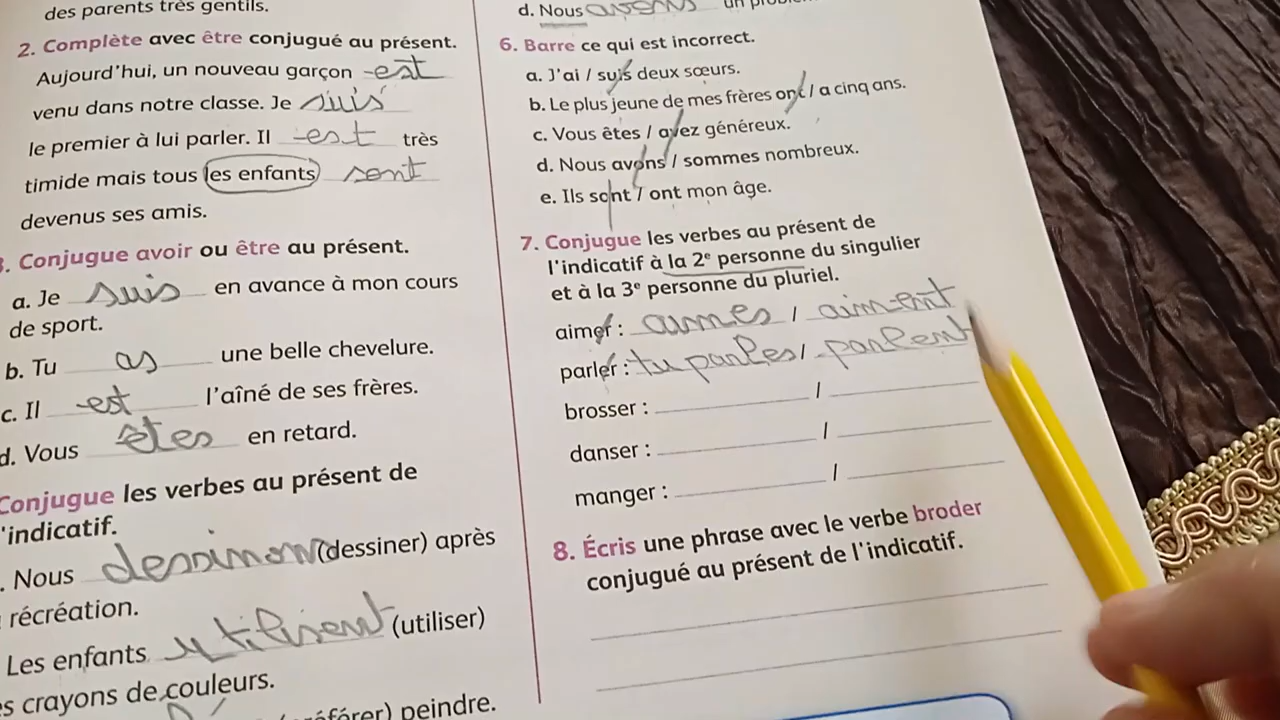 des parents très gentils.
2. Complète avec être conjugué au présent.
Aujourd'hui, un nouveau garçon est
venu dans notre classe. Je suis
le premier à lui parler. Il est très
timide mais tous les enfants sont
devenus ses amis.
3. Conjugue avoir ou être au présent.
a. Je suis en avance à mon cours
de sport.
b. Tu as une belle chevelure.
c. Il est l'aîné de ses frères.
d. Vous êtes en retard.
Conjugue les verbes au présent de
l'indicatif.
. Nous dessinons (dessiner) après
récréation.
Les enfants utilisent (utiliser)
es crayons de couleurs.
(préférer) peindre.
d. Nous avons un
6. Barre ce qui est incorrect.
a. J'ai / suis deux sœurs.
b. Le plus jeune de mes frères ont / a cinq ans.
c. Vous êtes / avez généreux.
d. Nous avons / sommes nombreux.
e. Ils sont / ont mon âge.
7. Conjugue les verbes au présent de
l'indicatif à la 2e personne du singulier
et à la 3e personne du pluriel.
aimer : aimes / aiment
parler : tu parles / parlent
brosser : /
danser : /
manger : /
8. Écris une phrase avec le verbe broder
conjugué au présent de l'indicatif.